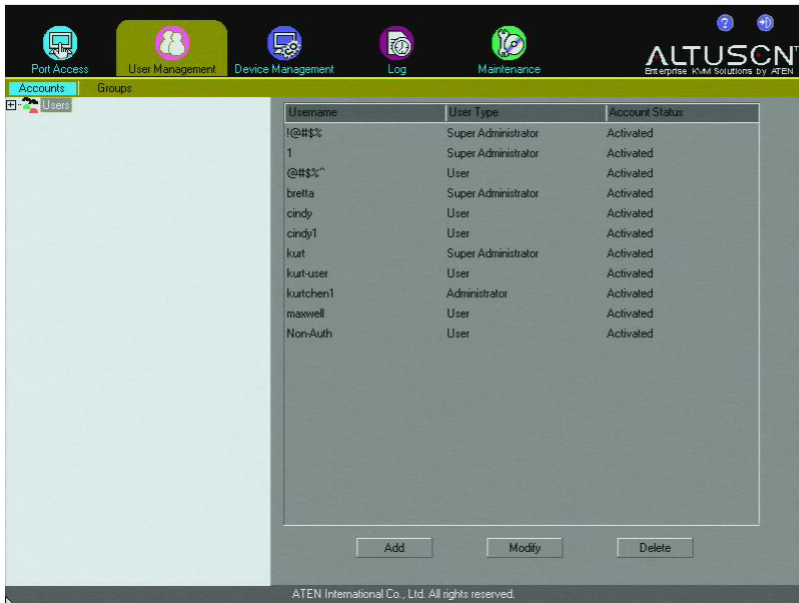 Port Access User Management Device Management Log Maintenance
ALTUSCN
Enterprise KVM Solutions by ATEN
Accounts Groups
Users
Username User Type Account Status
!@#$% Super Administrator Activated
1 Super Administrator Activated
@#$%^ User Activated
bretta Super Administrator Activated
cindy User Activated
cindy1 User Activated
kurt Super Administrator Activated
kurt-user User Activated
kurtchen1 Administrator Activated
maxwell User Activated
Non-Auth User Activated
Add Modify Delete
ATEN International Co., Ltd. All rights reserved.